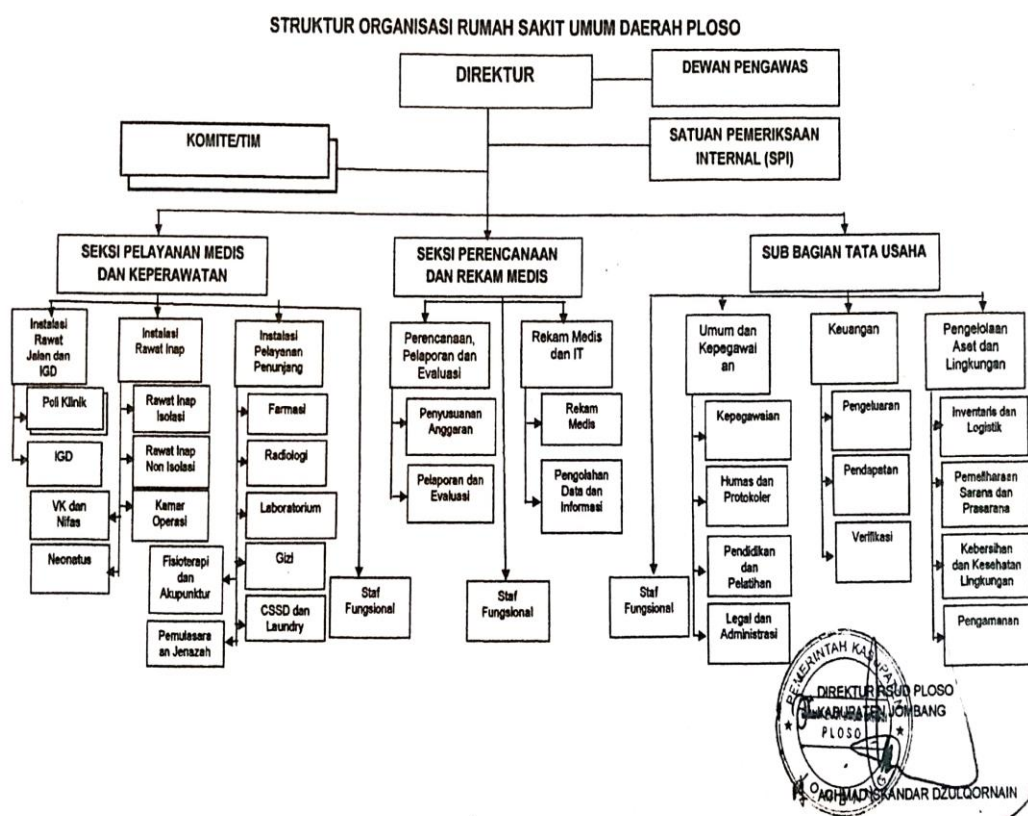 STRUKTUR ORGANISASI RUMAH SAKIT UMUM DAERAH PLOSO
DIREKTUR
DEWAN PENGAWAS
KOMITE/TIM
SATUAN PEMERIKSAAN
INTERNAL (SPI)
SEKSI PELAYANAN MEDIS
DAN KEPERAWATAN
SEKSI PERENCANAAN
DAN REKAM MEDIS
SUB BAGIAN TATA USAHA
Instalasi
Rawat
Jalan dan
IGD
Poli Klinik
IGD
Instalasi
Rawat Inap
Rawat Inap
Isolasi
Rawat Inap
Non Isolasi
VK dan
Nifas
Kamar
Operasi
Neonatus
Instalasi
Pelayanan
Penunjang
Farmasi
Radiologi
Laboratorium
Fisioterapi
dan
Akupunktur
Gizi
Pemulasara
an Jenazah
CSSD dan
Laundry
Staf
Fungsional
Perencanaan,
Pelaporan dan
Evaluasi
Penyusuanan
Anggaran
Pelaporan dan
Evaluasi
Rekam Medis
dan IT
Rekam
Medis
Pengolahan
Data dan
Informasi
Staf
Fungsional
Staf
Fungsional
Umum dan
Kepegawai
an
Kepegawaian
Humas dan
Protokoler
Pendidikan
dan
Pelatihan
Legal dan
Administrasi
Keuangan
Pengeluaran
Pendapatan
Verifikasi
Pengelolaan
Aset dan
Lingkungan
Inventaris dan
Logistik
Pemeliharaan
Sarana dan
Prasarana
Kebersihan
dan Kesehatan
Lingkungan
Pengamanan
PEMERINTAH KABUPATEN
DIREKTUR RSUD PLOSO
KABUPATEN JOMBANG
PLOSO
JOMBANG
ACHMAD ISKANDAR DZULQORNAIN